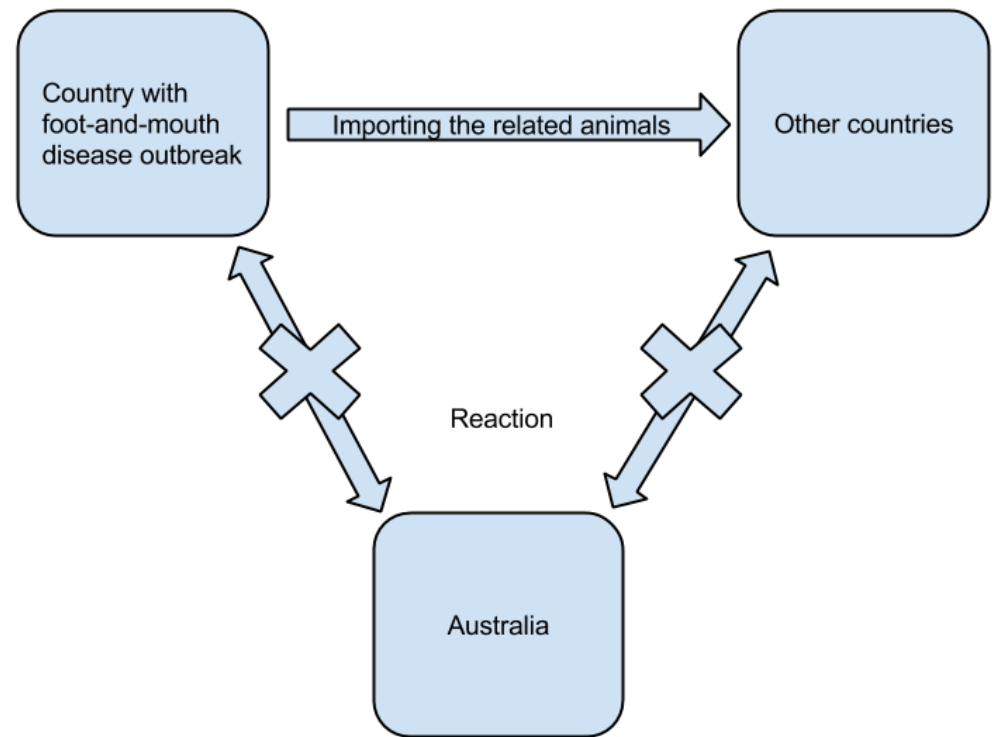 Country with
foot-and-mouth
disease outbreak
Importing the related animals
Other countries
Reaction
Australia